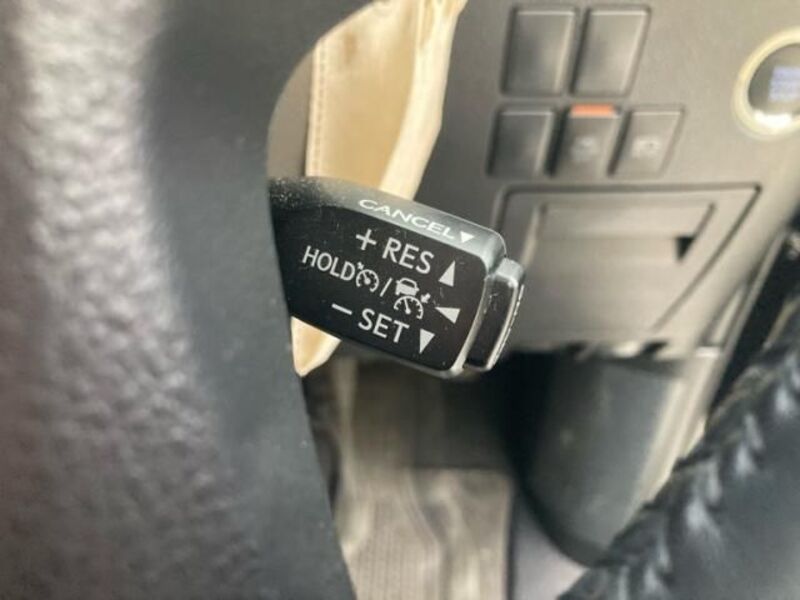 CANCEL▼
+ RES ▲
HOLD /
− SET ▼